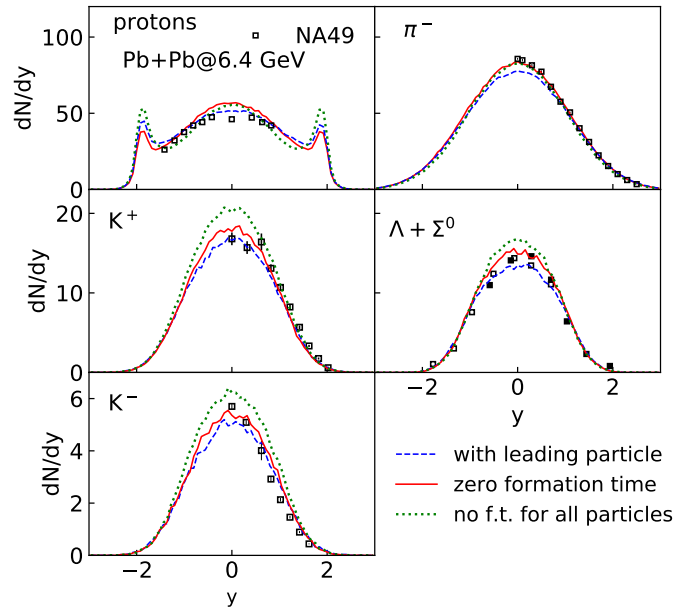 protons
NA49
Pb+Pb@6.4 GeV
π⁻
dN/dy
100
50
0
K⁺
Λ + Σ⁰
dN/dy
20
10
0
−2
0
2
y
K⁻
dN/dy
6
4
2
0
−2
0
2
y
with leading particle
zero formation time
no f.t. for all particles